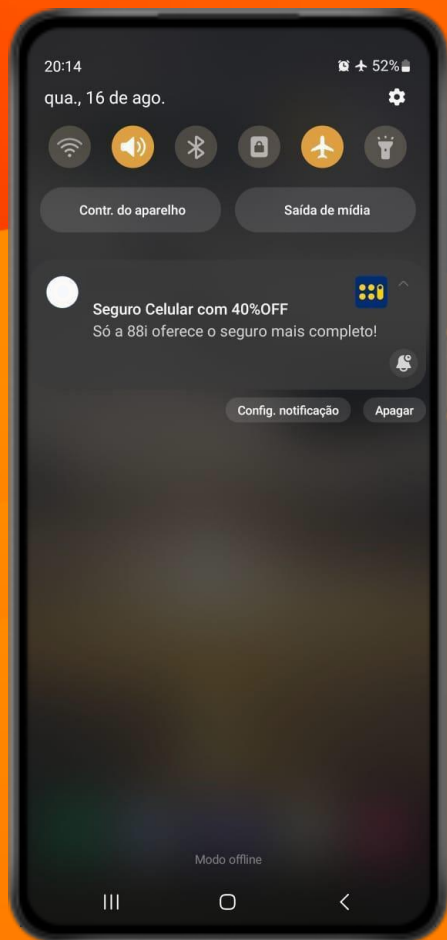 20:14
52%
qua., 16 de ago.
Contr. do aparelho
Saída de mídia
Seguro Celular com 40%OFF
Só a 88i oferece o seguro mais completo!
Config. notificação
Apagar
Modo offline